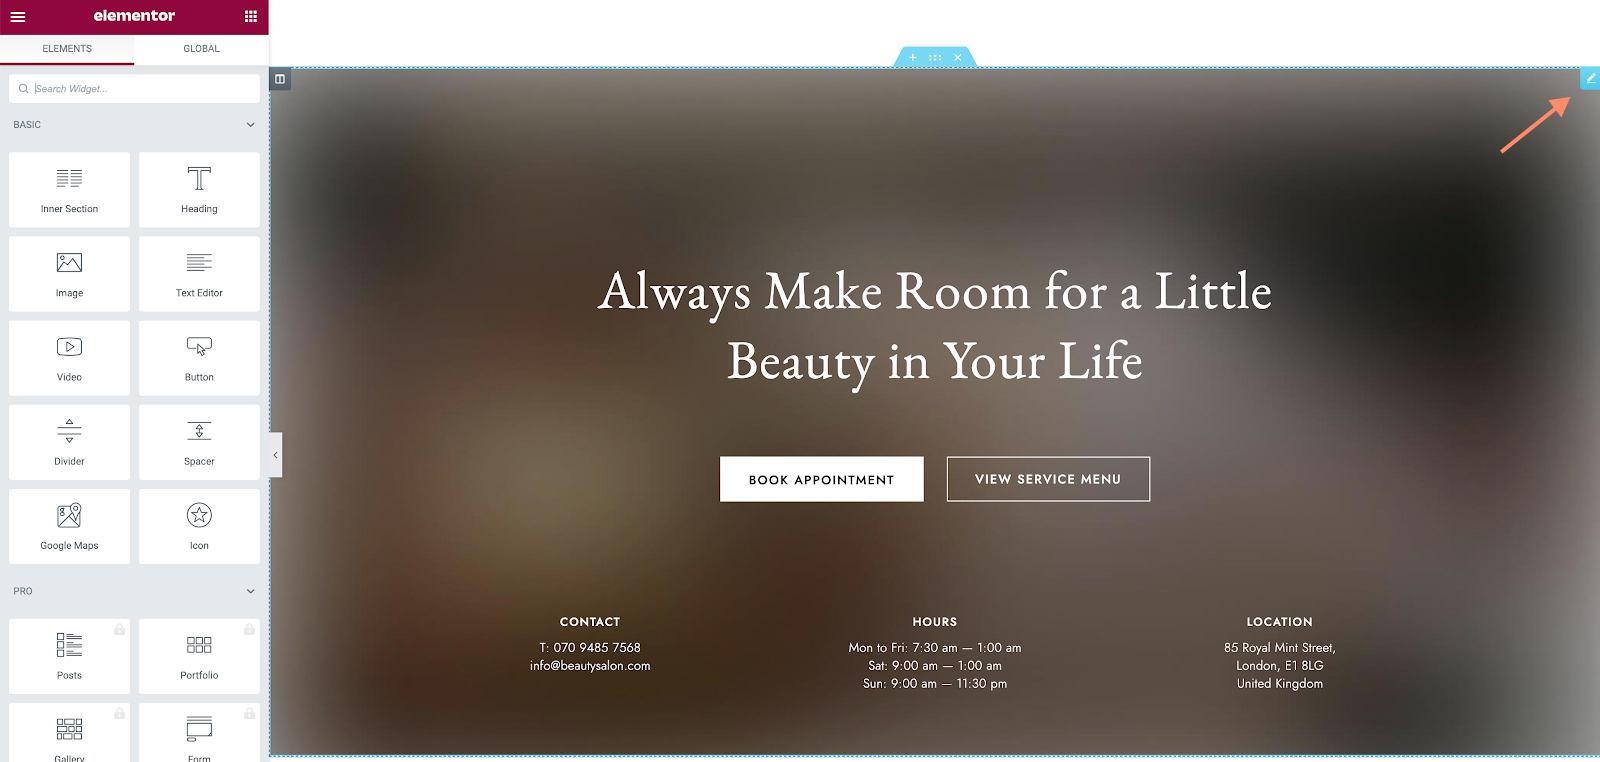 elementor
ELEMENTS
GLOBAL
Search Widget...
BASIC
Inner Section
Heading
Image
Text Editor
Video
Button
Divider
Spacer
Google Maps
Icon
PRO
Posts
Portfolio
Gallery
Form
Always Make Room for a Little
Beauty in Your Life
BOOK APPOINTMENT
VIEW SERVICE MENU
CONTACT
T: 070 9485 7568
info@beautysalon.com
HOURS
Mon to Fri: 7:30 am — 1:00 am
Sat: 9:00 am — 1:00 am
Sun: 9:00 am — 11:30 pm
LOCATION
85 Royal Mint Street,
London, E1 8LG
United Kingdom